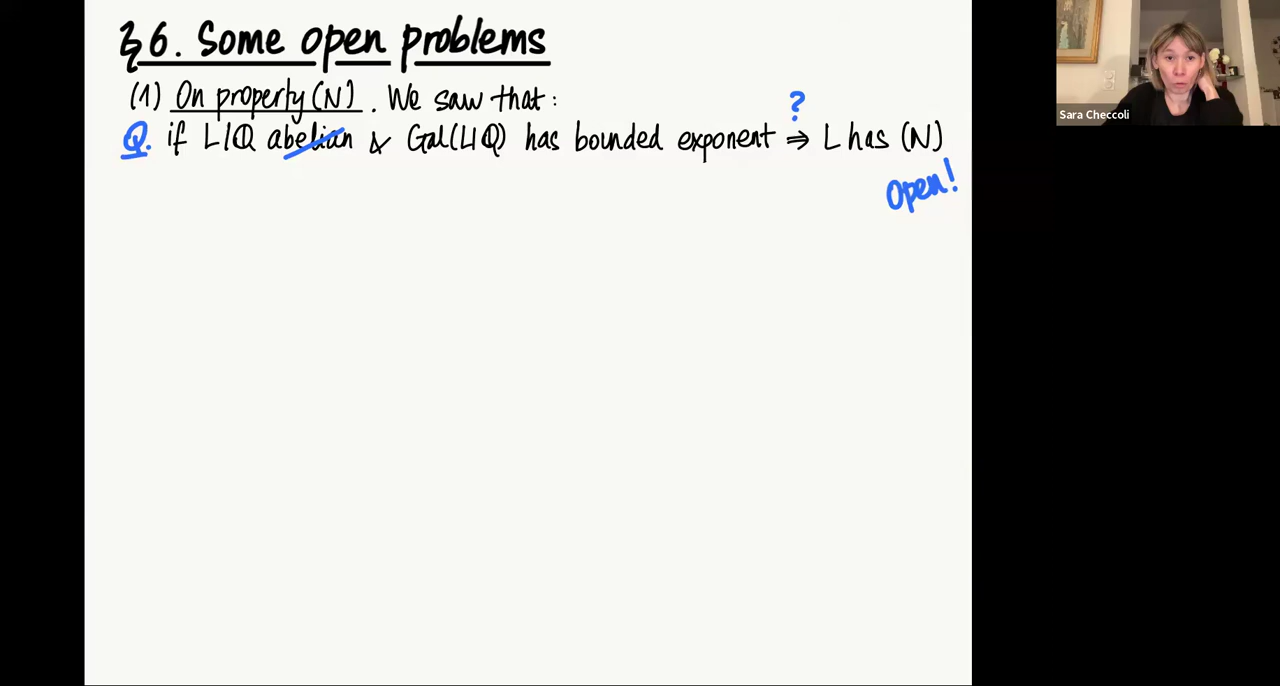 §6. Some open problems
(1) On property (N). We saw that:
?
Q. if L|Q abelian & Gal(L|Q) has bounded exponent ⇒ L has (N)
Open!
Sara Checcoli